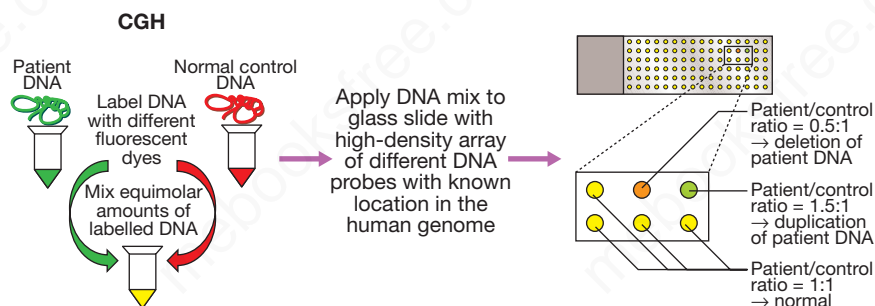 CGH
Patient
DNA
Normal control
DNA
Label DNA
with different
fluorescent
dyes
Mix equimolar
amounts of
labelled DNA
Apply DNA mix to
glass slide with
high-density array
of different DNA
probes with known
location in the
human genome
Patient/control
ratio = 0.5:1
→ deletion of
patient DNA
Patient/control
ratio = 1.5:1
→ duplication
of patient DNA
Patient/control
ratio = 1:1
→ normal